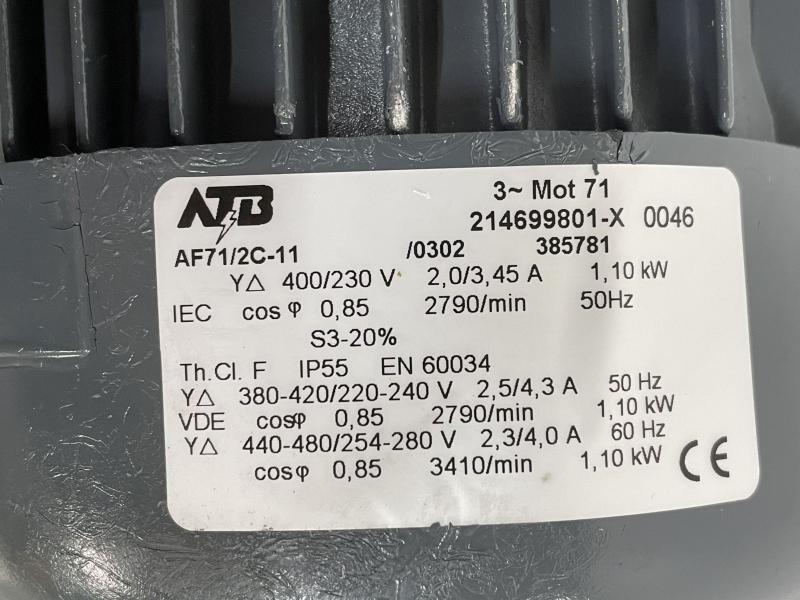 ATB
3~ Mot 71
214699801-X 0046
AF71/2C-11 /0302 385781
Y△ 400/230 V 2,0/3,45 A 1,10 kW
IEC cos φ 0,85 2790/min 50Hz
S3-20%
Th.Cl. F IP55 EN 60034
Y△ 380-420/220-240 V 2,5/4,3 A 50 Hz
VDE cosφ 0,85 2790/min 1,10 kW
Y△ 440-480/254-280 V 2,3/4,0 A 60 Hz
cosφ 0,85 3410/min 1,10 kW CE